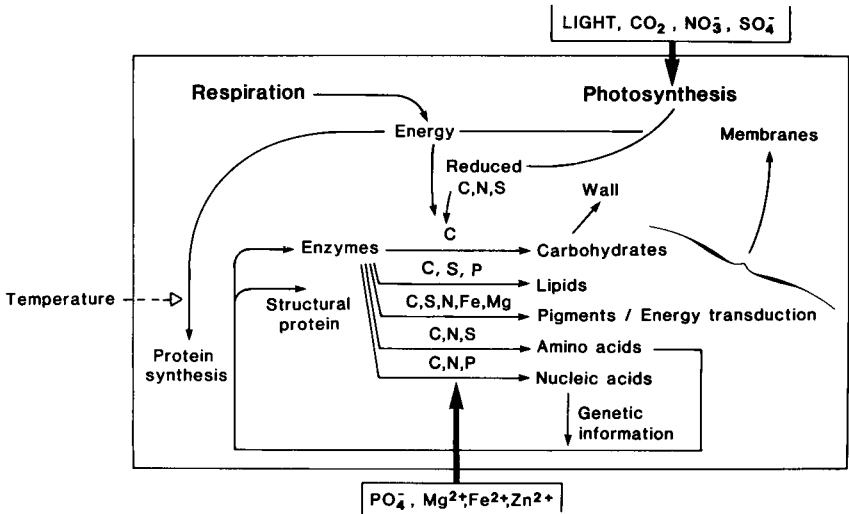 LIGHT, CO₂ , NO₃⁻, SO₄⁻
Respiration
Photosynthesis
Energy
Membranes
Reduced
C,N,S
Wall
C
Enzymes
Carbohydrates
C, S, P
Lipids
Temperature
Structural
protein
C,S,N,Fe,Mg
Pigments / Energy transduction
C,N,S
Amino acids
Protein
synthesis
C,N,P
Nucleic acids
Genetic
information
PO₄⁻, Mg²⁺,Fe²⁺,Zn²⁺